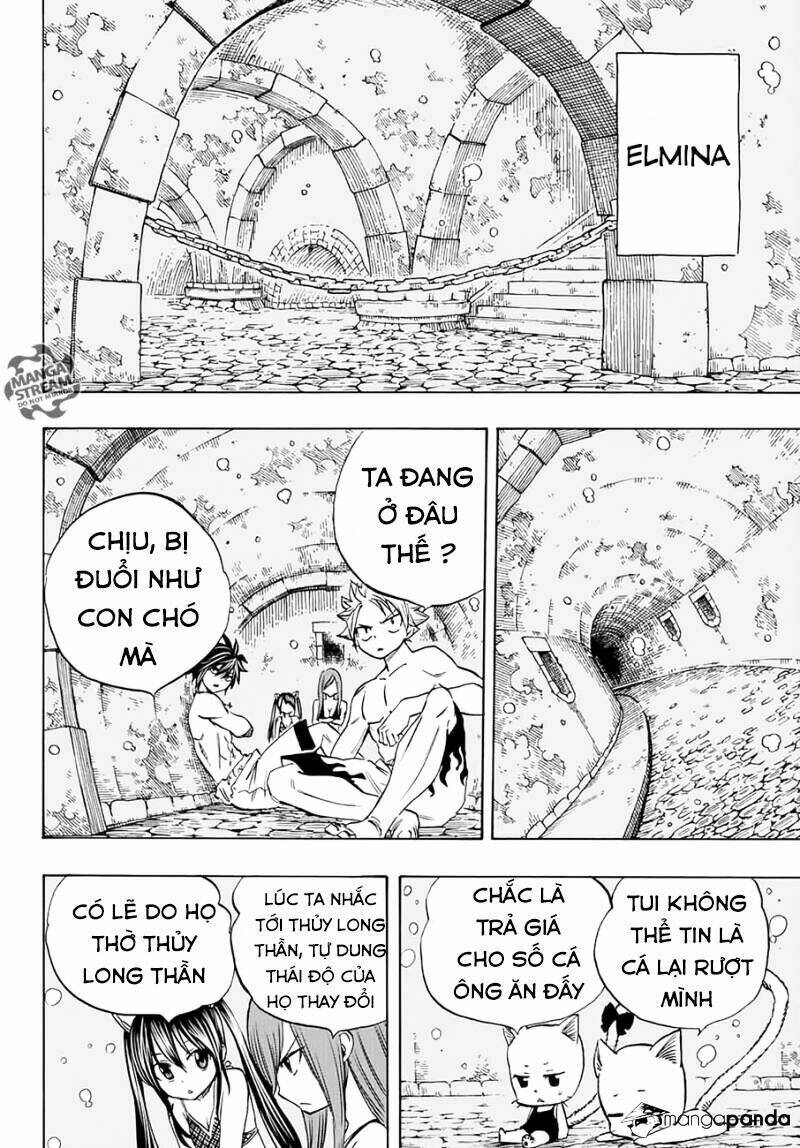 ELMINA
MANGA
STREAM
DO NOT MIRROR
TA ĐANG
Ở ĐÂU
THẾ ?
CHỊU, BỊ
ĐUỔI NHƯ
CON CHÓ
MÀ
TUI KHÔNG
THỂ TIN LÀ
CÁ LẠI RƯỢT
MÌNH
CHẮC LÀ
TRẢ GIÁ
CHO SỐ CÁ
ÔNG ĂN ĐẤY
LÚC TA NHẮC
TỚI THỦY LONG
THẦN, TỰ DUNG
THÁI ĐỘ CỦA
HỌ THAY ĐỔI
CÓ LẼ DO HỌ
THỜ THỦY
LONG THẦN
mangapanda